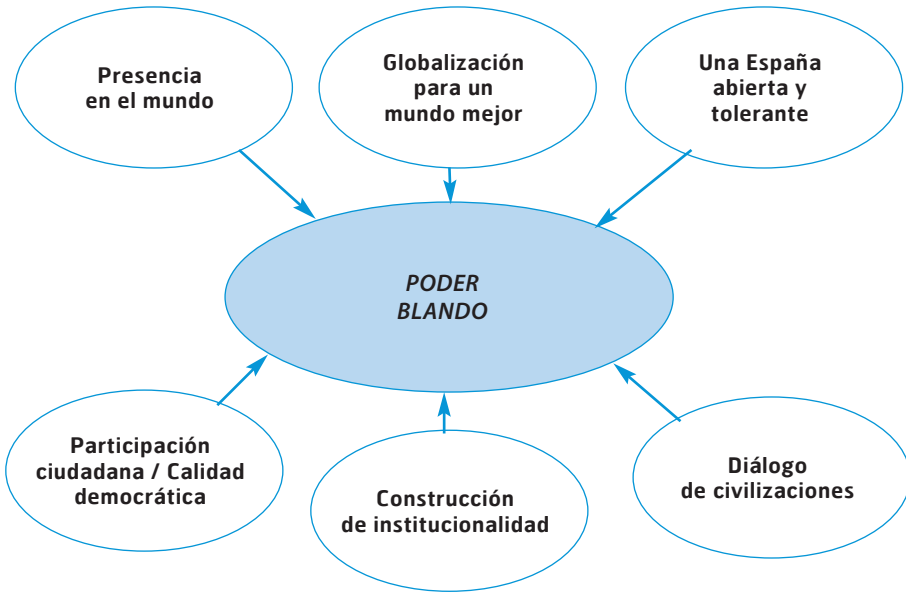 Presencia
en el mundo
Globalización
para un
mundo mejor
Una España
abierta y
tolerante
PODER
BLANDO
Participación
ciudadana / Calidad
democrática
Construcción
de institucionalidad
Diálogo
de civilizaciones